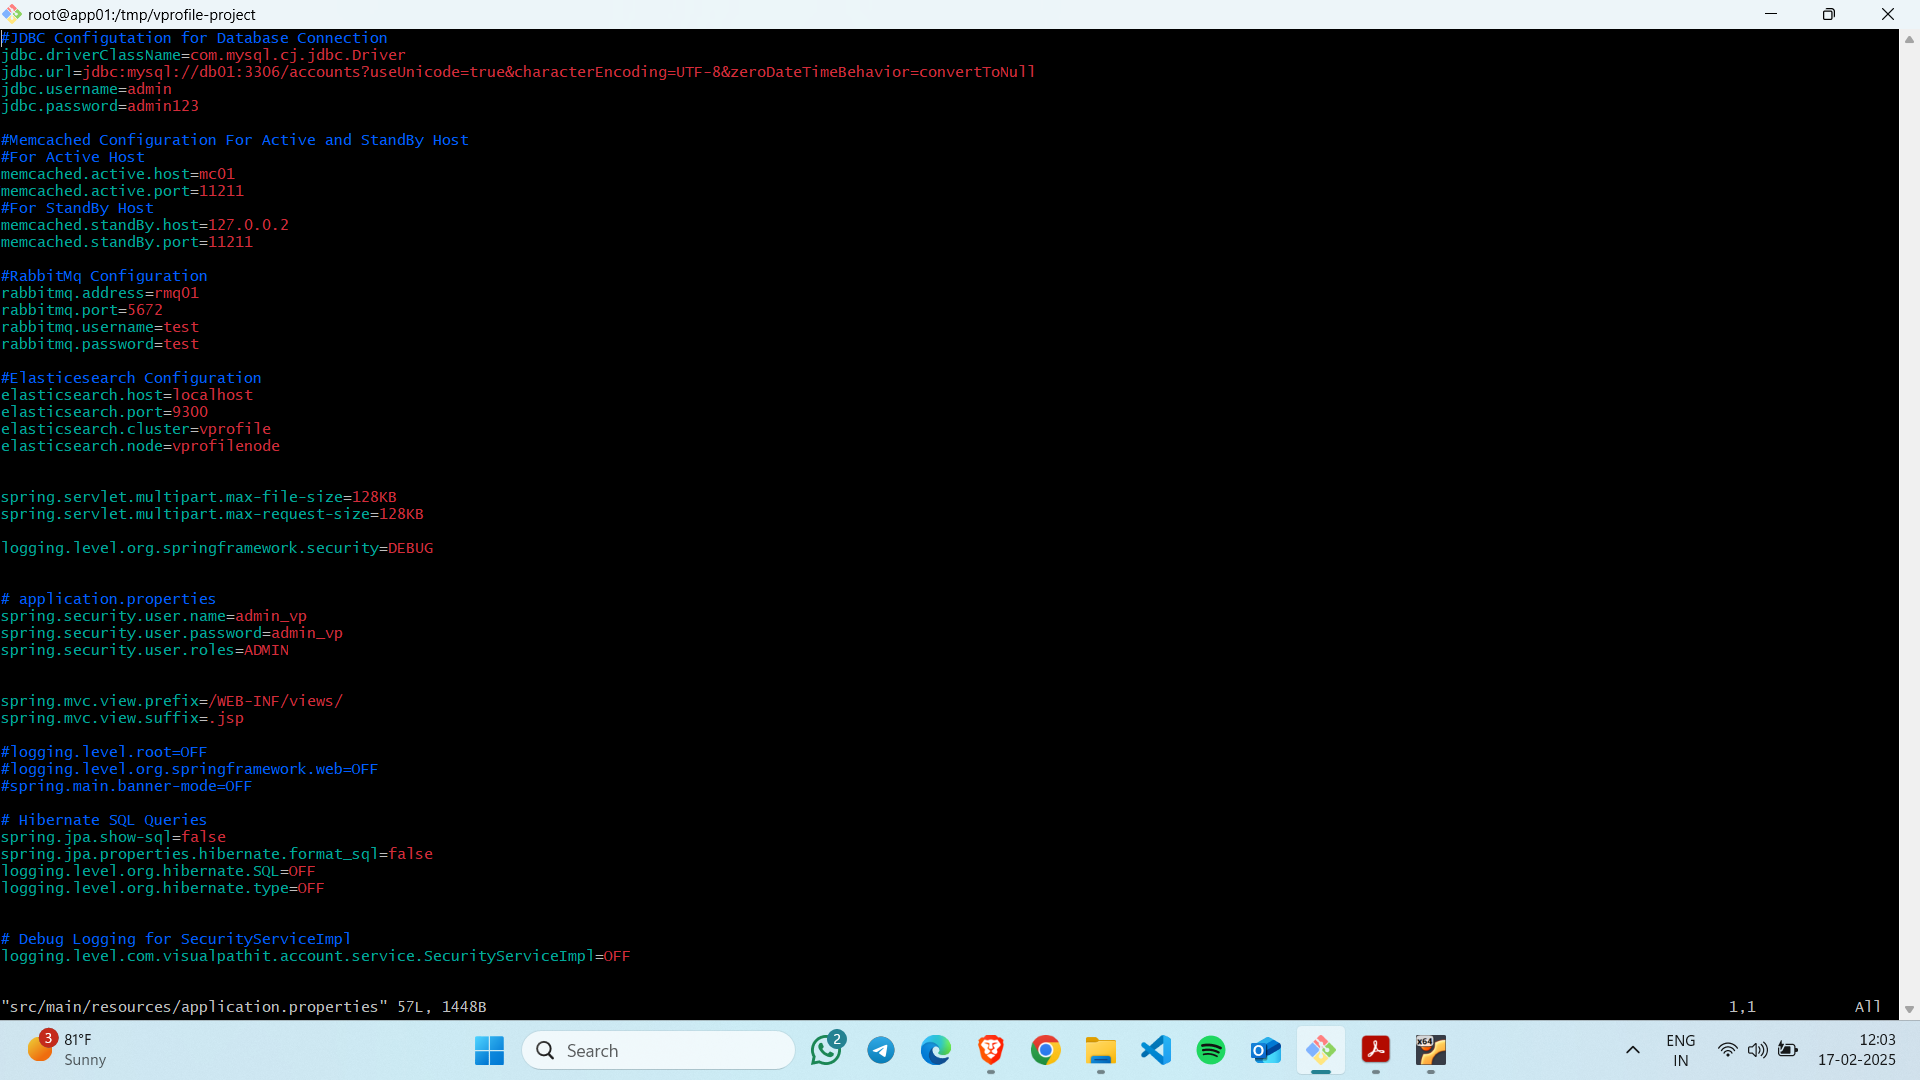 root@app01:/tmp/vprofile-project
#JDBC Configutation for Database Connection
jdbc.driverClassName=com.mysql.cj.jdbc.Driver
jdbc.url=jdbc:mysql://db01:3306/accounts?useUnicode=true&characterEncoding=UTF-8&zeroDateTimeBehavior=convertToNull
jdbc.username=admin
jdbc.password=admin123
#Memcached Configuration For Active and StandBy Host
#For Active Host
memcached.active.host=mc01
memcached.active.port=11211
#For StandBy Host
memcached.standBy.host=127.0.0.2
memcached.standBy.port=11211
#RabbitMq Configuration
rabbitmq.address=rmq01
rabbitmq.port=5672
rabbitmq.username=test
rabbitmq.password=test
#Elasticesearch Configuration
elasticsearch.host=localhost
elasticsearch.port=9300
elasticsearch.cluster=vprofile
elasticsearch.node=vprofilenode
spring.servlet.multipart.max-file-size=128KB
spring.servlet.multipart.max-request-size=128KB
logging.level.org.springframework.security=DEBUG
# application.properties
spring.security.user.name=admin_vp
spring.security.user.password=admin_vp
spring.security.user.roles=ADMIN
spring.mvc.view.prefix=/WEB-INF/views/
spring.mvc.view.suffix=.jsp
#logging.level.root=OFF
#logging.level.org.springframework.web=OFF
#spring.main.banner-mode=OFF
# Hibernate SQL Queries
spring.jpa.show-sql=false
spring.jpa.properties.hibernate.format_sql=false
logging.level.org.hibernate.SQL=OFF
logging.level.org.hibernate.type=OFF
# Debug Logging for SecurityServiceImpl
logging.level.com.visualpathit.account.service.SecurityServiceImpl=OFF
"src/main/resources/application.properties" 57L, 1448B 1,1 All
3 81°F
Sunny
Search
2
x64
ENG
IN
12:03
17-02-2025